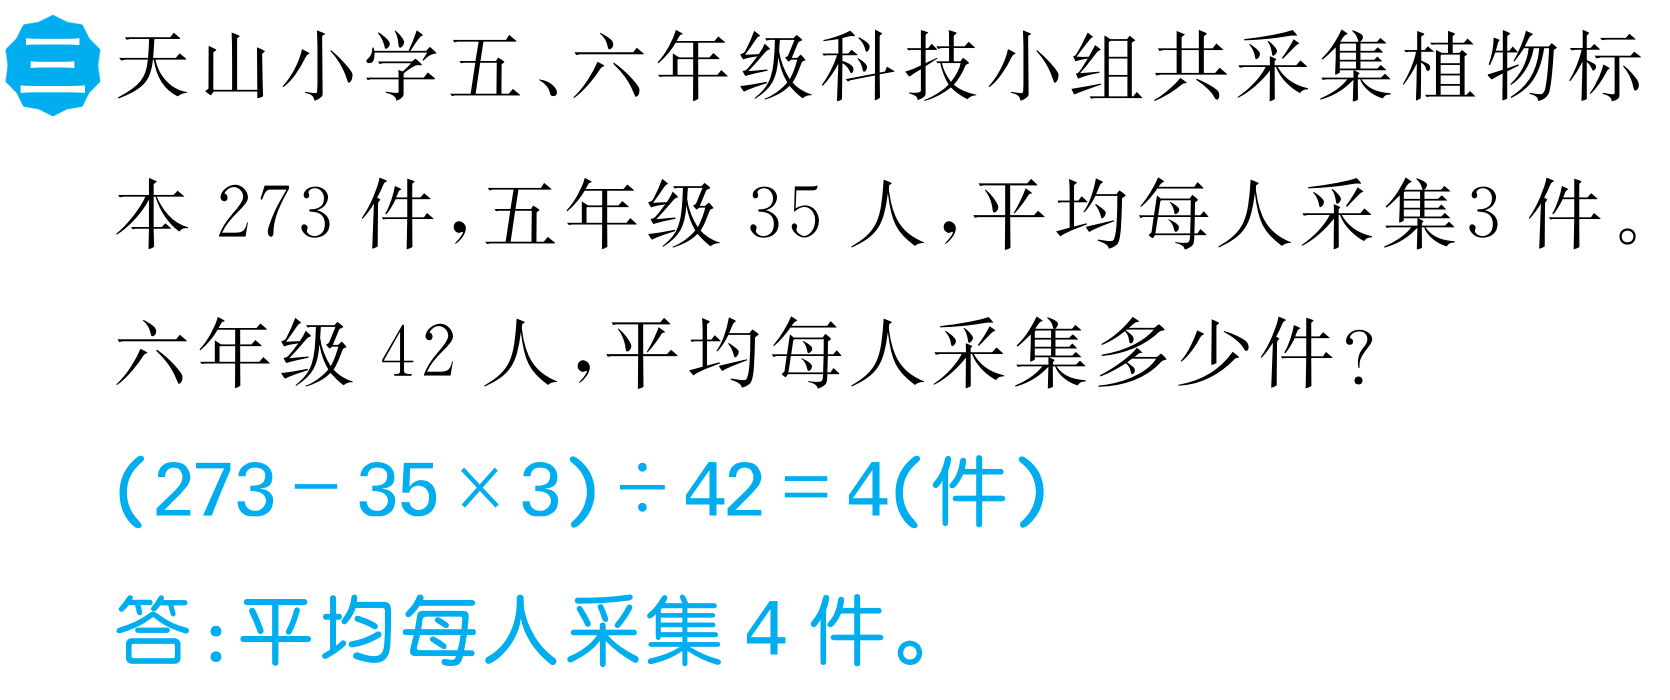 三 天山小学五、六年级科技小组共采集植物标
本 273 件,五年级 35 人,平均每人采集3 件。
六年级 42 人,平均每人采集多少件?
(273－35×3)÷42＝4(件)
答:平均每人采集 4 件。